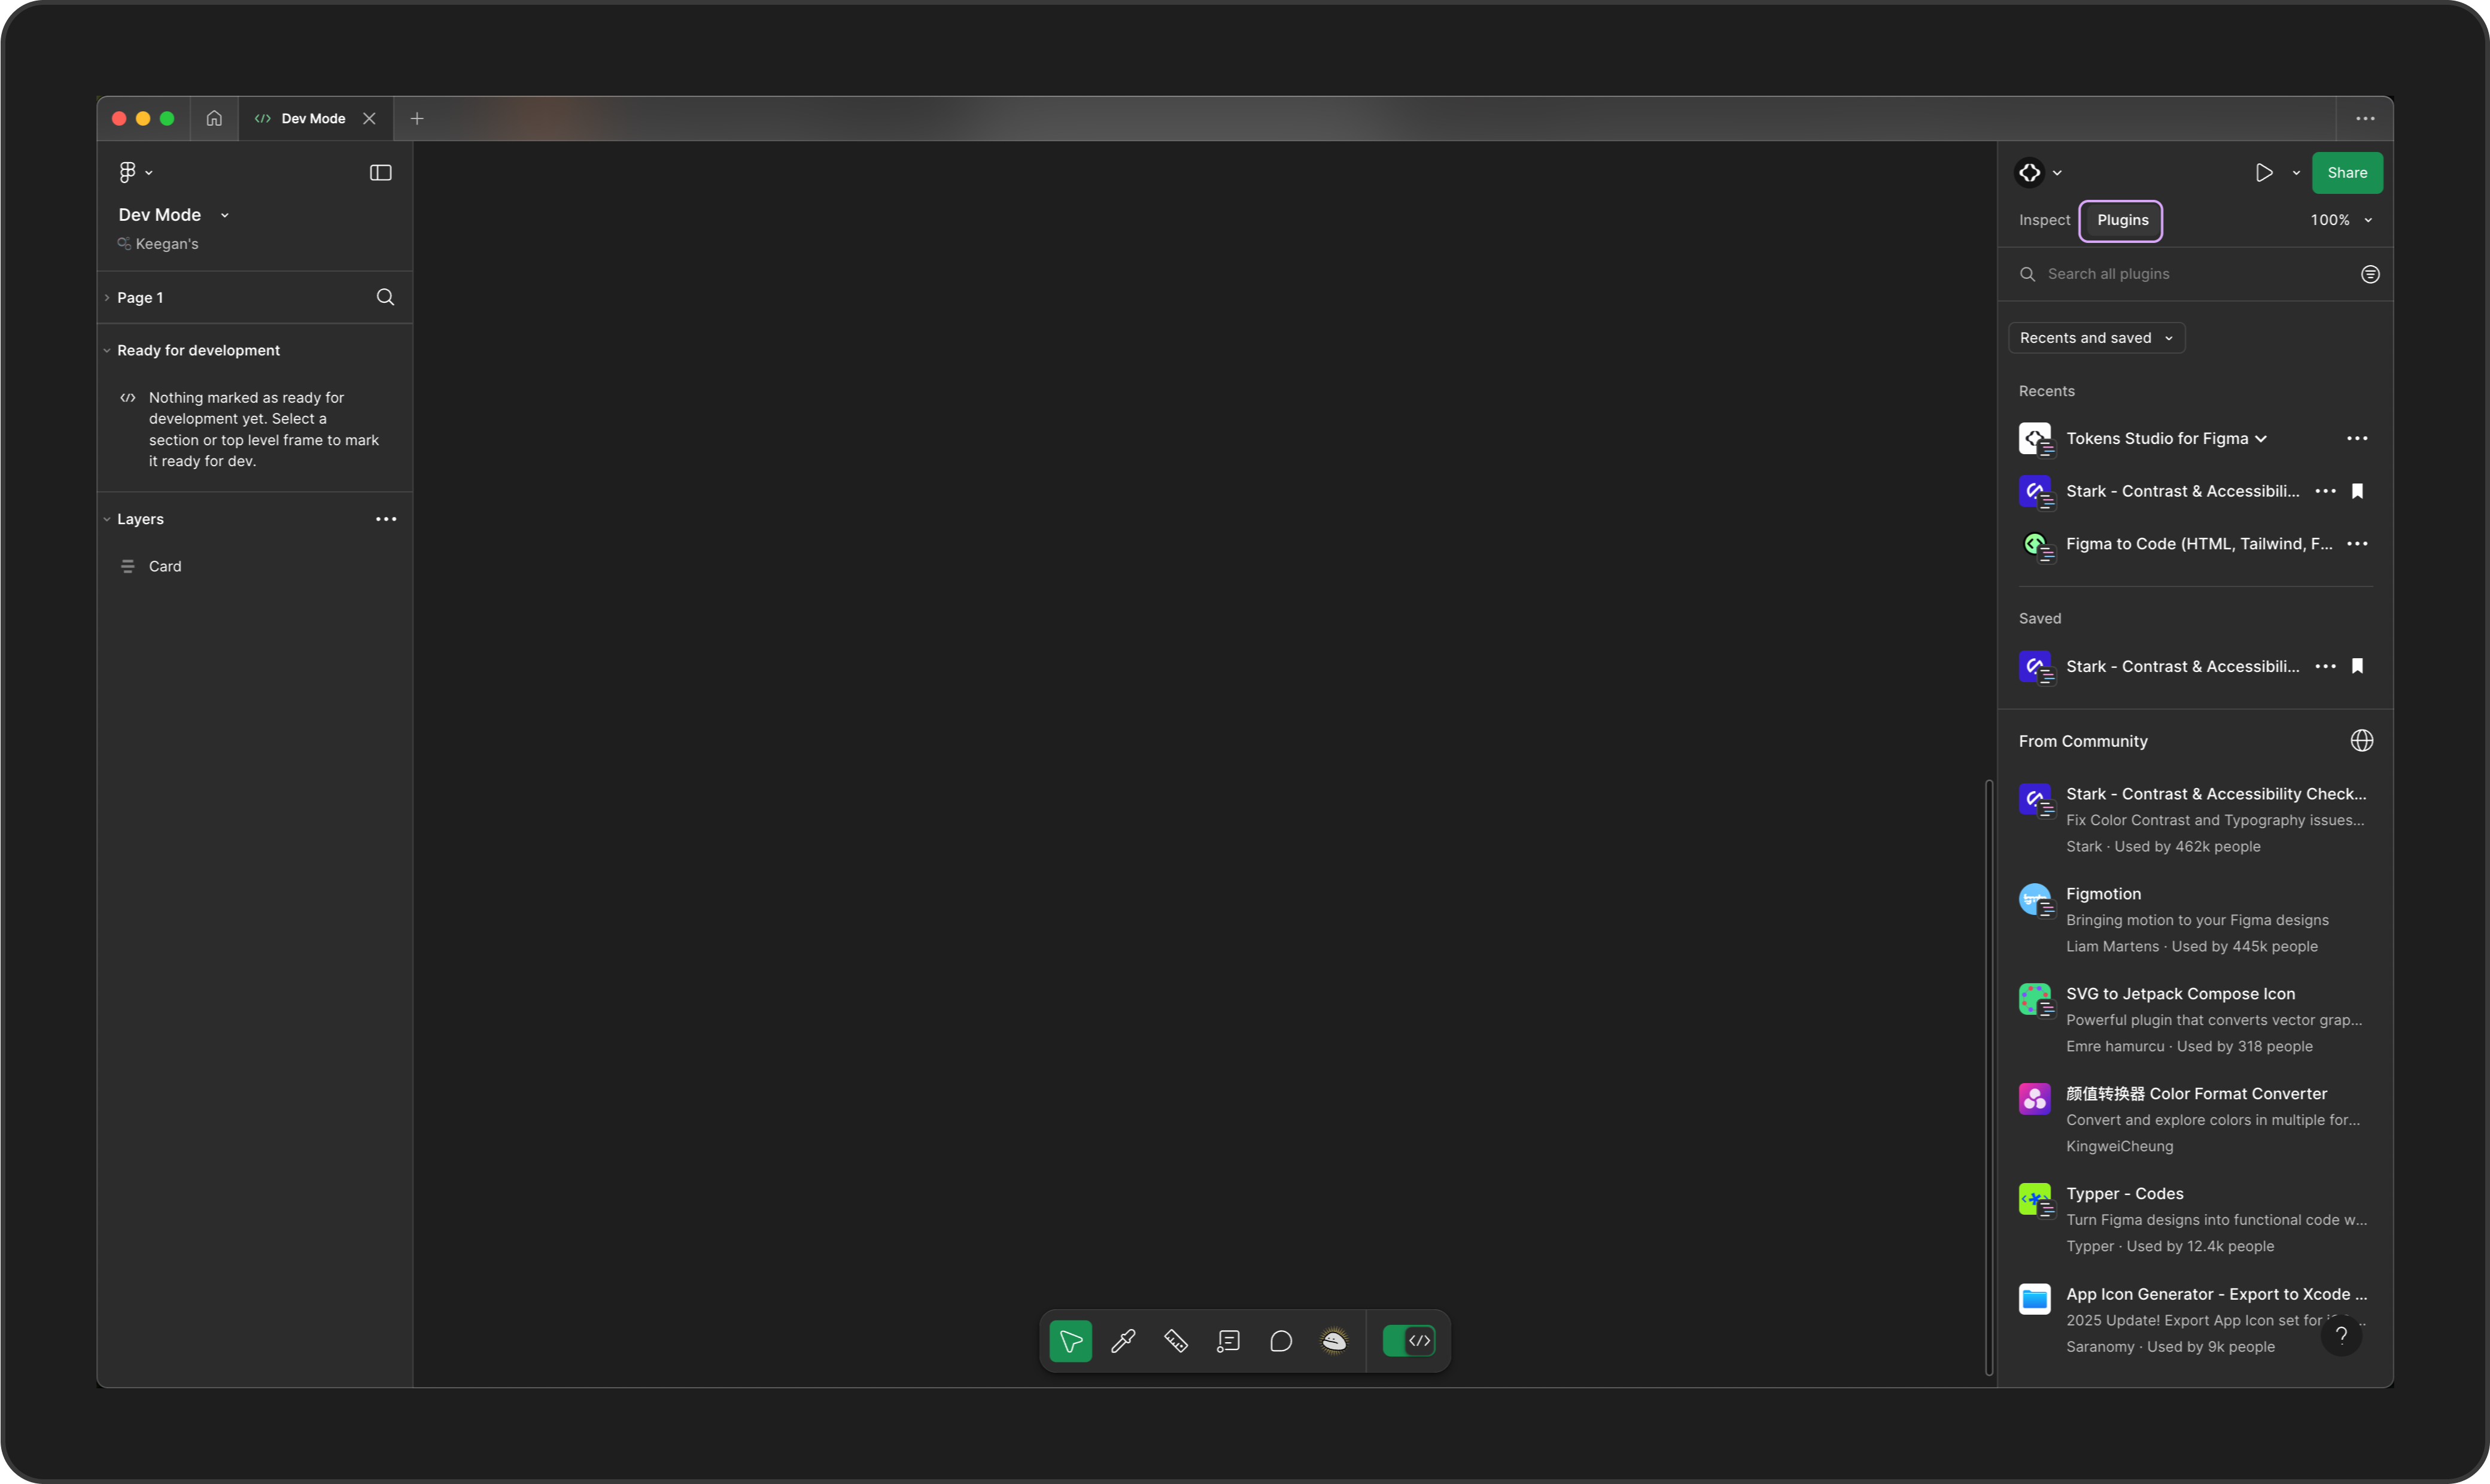 Dev Mode
Dev Mode
Keegan's
Page 1
Ready for development
Nothing marked as ready for
development yet. Select a
section or top level frame to mark
it ready for dev.
Layers
Card
Share
Inspect
Plugins
100%
Search all plugins
Recents and saved
Recents
Tokens Studio for Figma
Stark - Contrast & Accessibili...
Figma to Code (HTML, Tailwind, F...
Saved
Stark - Contrast & Accessibili...
From Community
Stark - Contrast & Accessibility Check...
Fix Color Contrast and Typography issues...
Stark · Used by 462k people
Figmotion
Bringing motion to your Figma designs
Liam Martens · Used by 445k people
SVG to Jetpack Compose Icon
Powerful plugin that converts vector grap...
Emre hamurcu · Used by 318 people
颜值转换器 Color Format Converter
Convert and explore colors in multiple for...
KingweiCheung
Typper - Codes
Turn Figma designs into functional code w...
Typper · Used by 12.4k people
App Icon Generator - Export to Xcode ...
2025 Update! Export App Icon set for
Saranomy · Used by 9k people
?